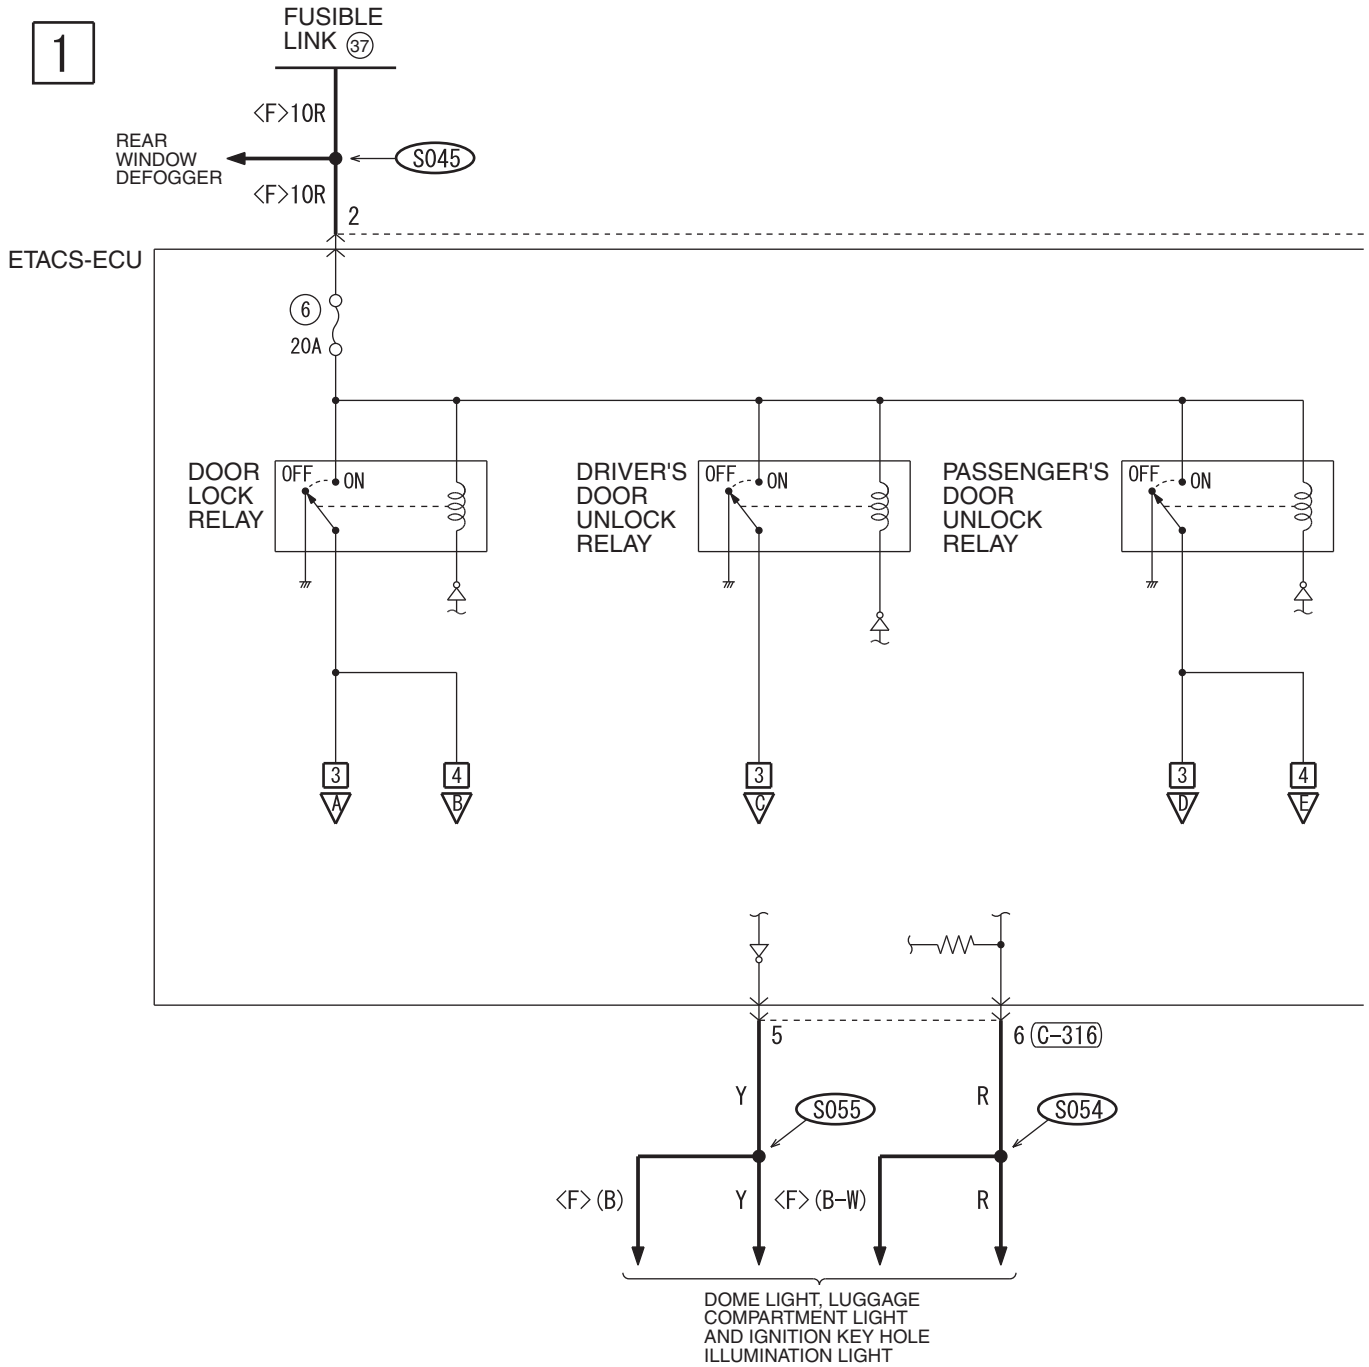 1
FUSIBLE
LINK 37
<F>10R
REAR
WINDOW
DEFOGGER
S045
<F>10R
2
ETACS-ECU
6
20A
DOOR
LOCK
RELAY
OFF
ON
DRIVER'S
DOOR
UNLOCK
RELAY
OFF
ON
PASSENGER'S
DOOR
UNLOCK
RELAY
OFF
ON
3
A
4
B
3
C
3
D
4
E
5
6 C-316
Y
S055
R
S054
<F>(B)
Y
<F>(B-W)
R
DOME LIGHT, LUGGAGE
COMPARTMENT LIGHT
AND IGNITION KEY HOLE
ILLUMINATION LIGHT